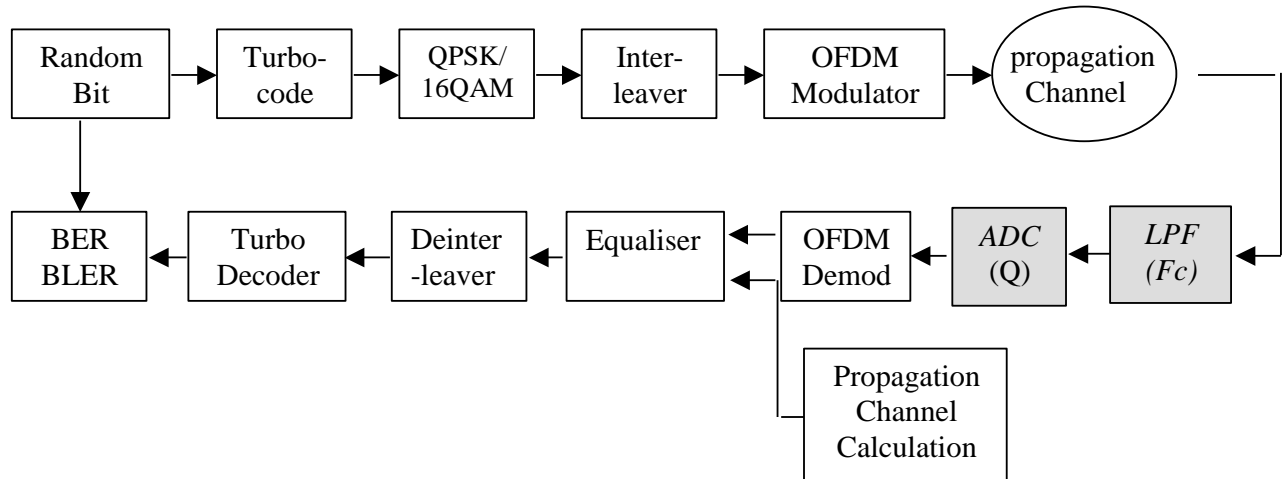 Random
Bit
Turbo-
code
QPSK/
16QAM
Inter-
leaver
OFDM
Modulator
propagation
Channel
BER
BLER
Turbo
Decoder
Deinter
-leaver
Equaliser
OFDM
Demod
ADC
(Q)
LPF
(Fc)
Propagation
Channel
Calculation